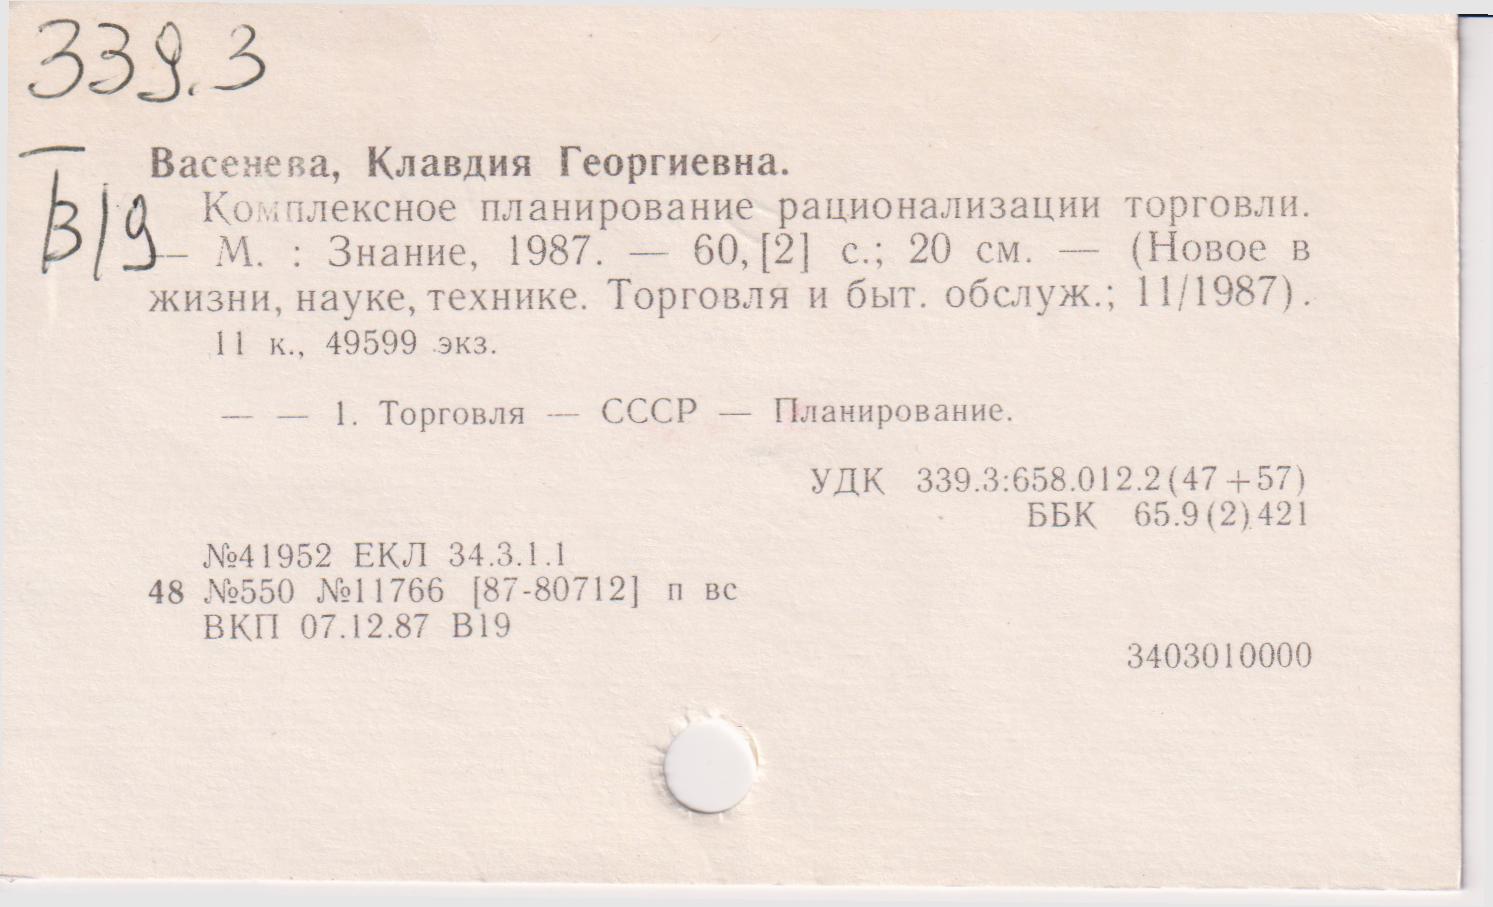 339.3
В19
Васенева, Клавдия Георгиевна.
Комплексное планирование рационализации торговли.
— М. : Знание, 1987. — 60, [2] с.; 20 см. — (Новое в
жизни, науке, технике. Торговля и быт. обслуж.; 11/1987).
11 к., 49599 экз.
— — 1. Торговля — СССР — Планирование.
УДК 339.3:658.012.2(47+57)
ББК 65.9(2)421
№41952 ЕКЛ 34.3.1.1
48 №550 №11766 [87-80712] п вс
ВКП 07.12.87 В19
3403010000